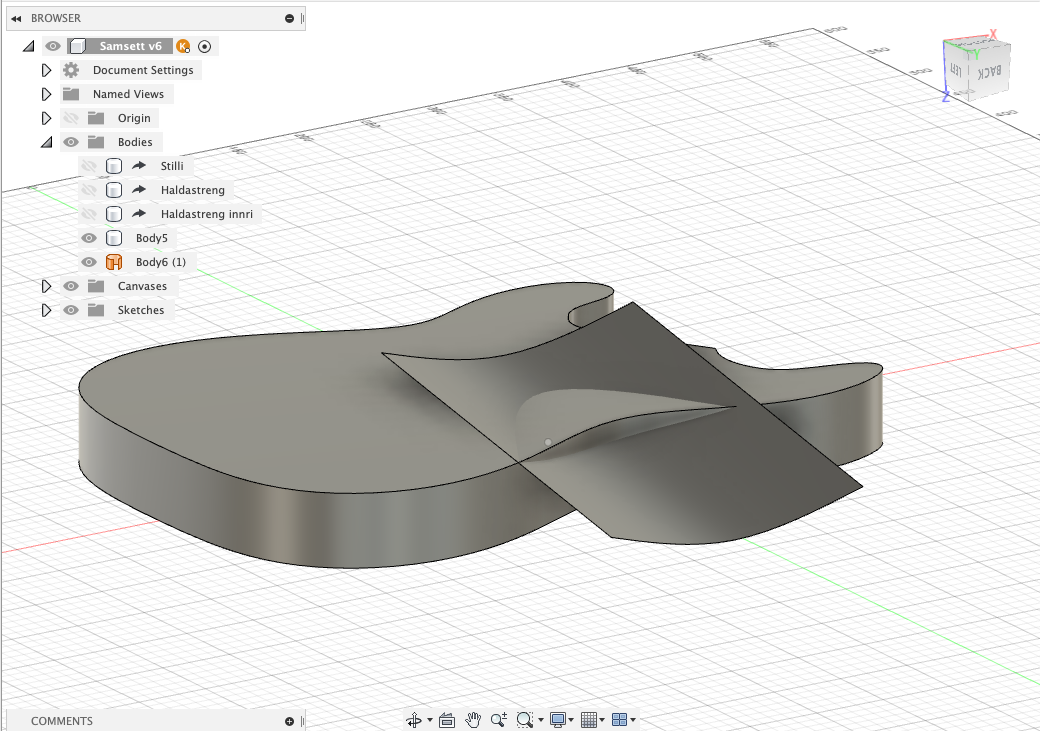 BROWSER
Samsett v6
Document Settings
Named Views
Origin
Bodies
Stilli
Haldastreng
Haldastreng innri
Body5
Body6 (1)
Canvases
Sketches
X
Y
Z
LEFT
BACK
COMMENTS